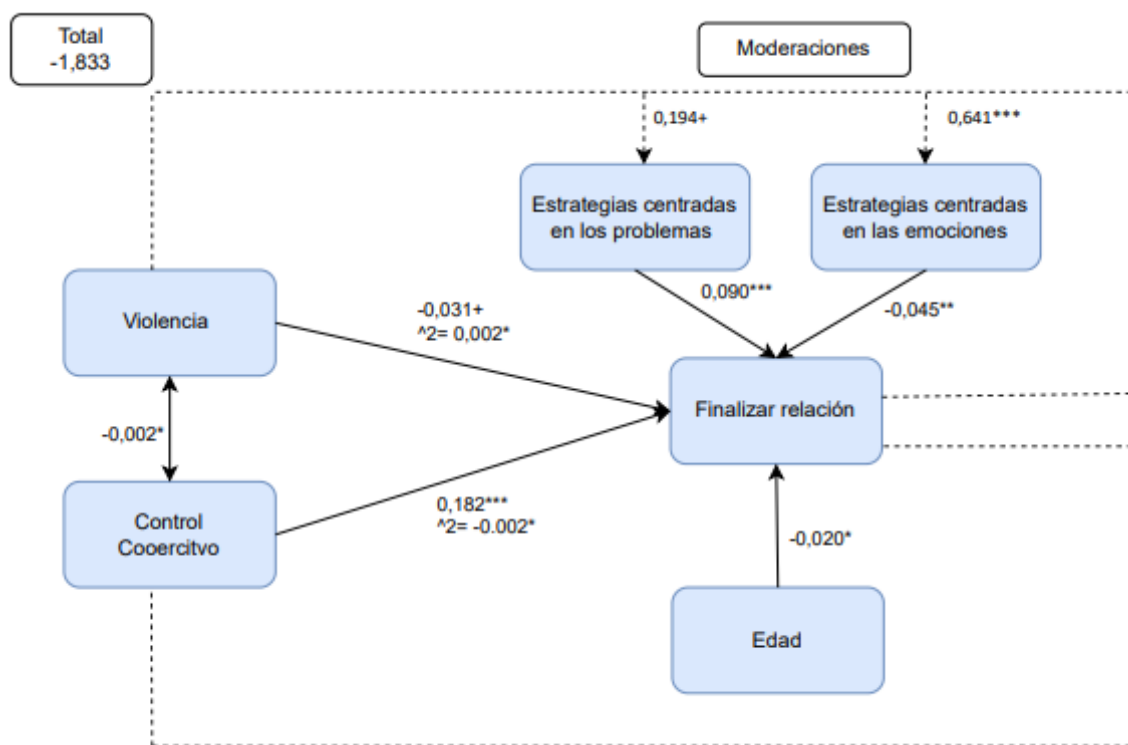 Total
-1,833
Moderaciones
0,194+
0,641***
Estrategias centradas
en los problemas
Estrategias centradas
en las emociones
0,090***
-0,045**
Violencia
-0,031+
^2= 0,002*
Finalizar relación
-0,002*
Control
Cooercitvo
0,182***
^2= -0.002*
-0,020*
Edad